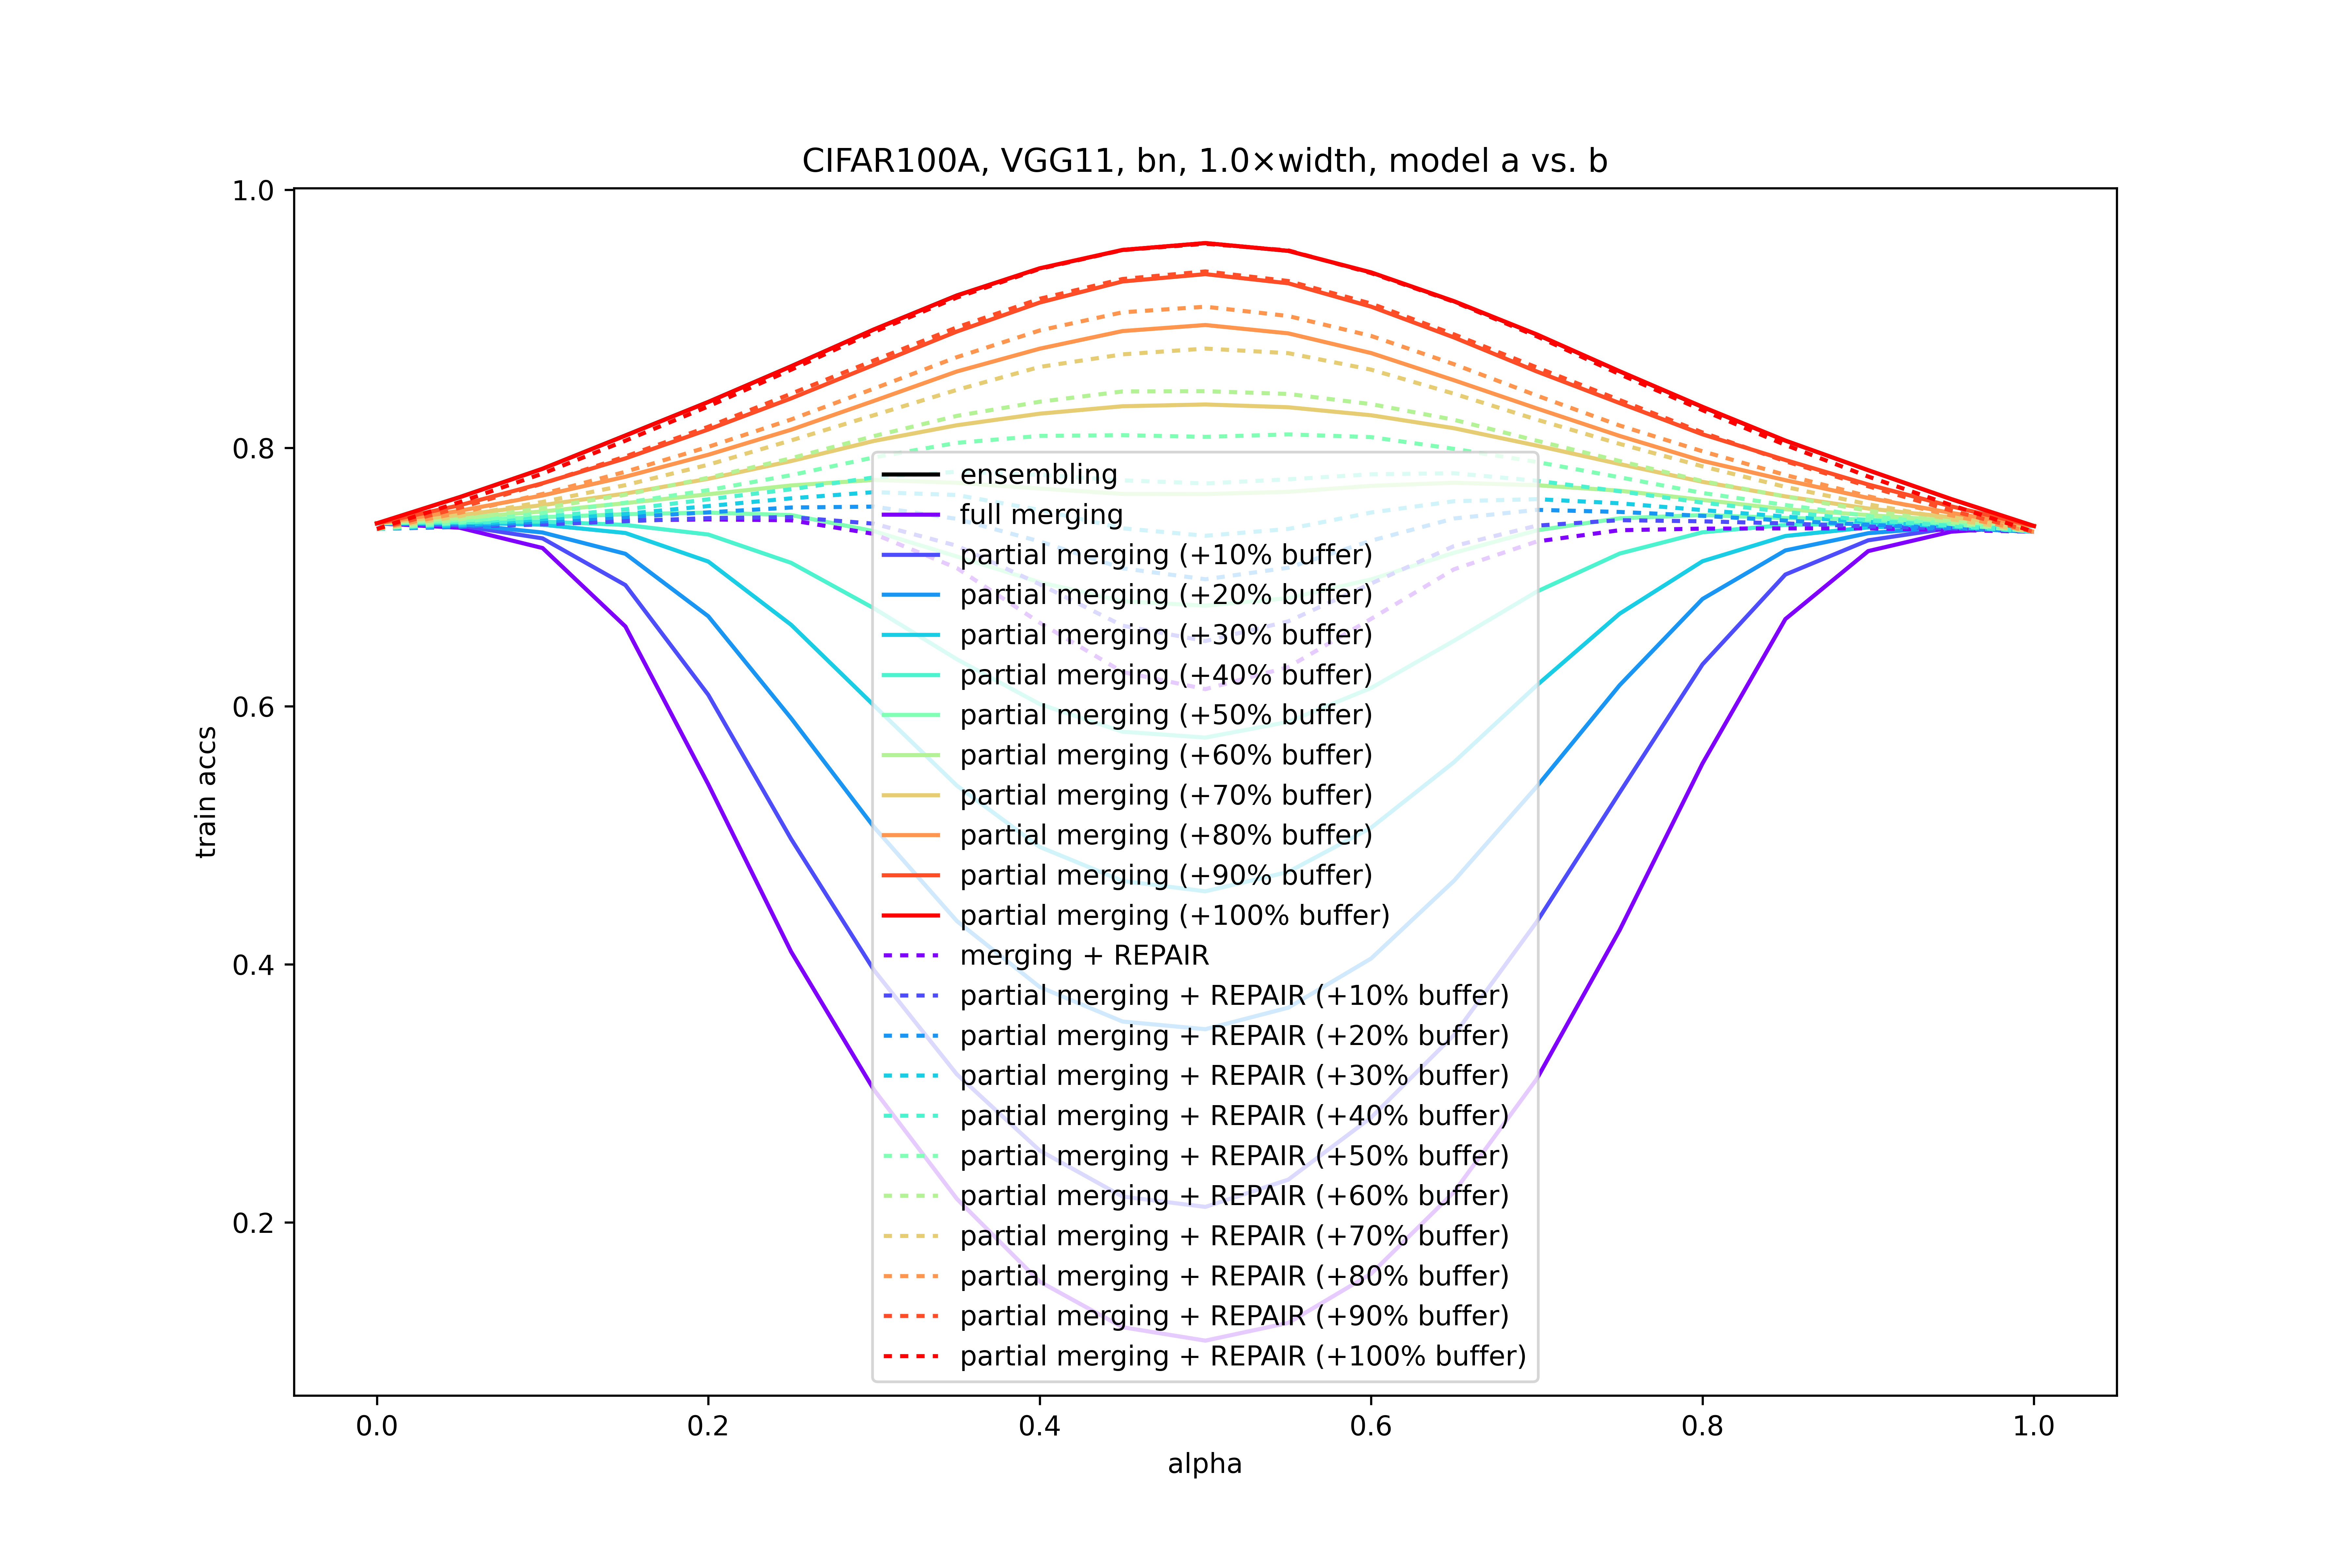 CIFAR100A, VGG11, bn, 1.0×width, model a vs. b
1.0
0.8
0.6
0.4
0.2
train accs
ensembling
full merging
partial merging (+10% buffer)
partial merging (+20% buffer)
partial merging (+30% buffer)
partial merging (+40% buffer)
partial merging (+50% buffer)
partial merging (+60% buffer)
partial merging (+70% buffer)
partial merging (+80% buffer)
partial merging (+90% buffer)
partial merging (+100% buffer)
merging + REPAIR
partial merging + REPAIR (+10% buffer)
partial merging + REPAIR (+20% buffer)
partial merging + REPAIR (+30% buffer)
partial merging + REPAIR (+40% buffer)
partial merging + REPAIR (+50% buffer)
partial merging + REPAIR (+60% buffer)
partial merging + REPAIR (+70% buffer)
partial merging + REPAIR (+80% buffer)
partial merging + REPAIR (+90% buffer)
partial merging + REPAIR (+100% buffer)
0.0 0.2 0.4 0.6 0.8 1.0
alpha